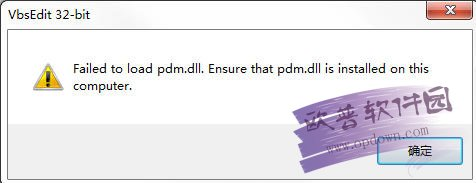 VbsEdit 32-bit
Failed to load pdm.dll. Ensure that pdm.dll is installed on this
computer.
欧普软件园
www.opdown.com
确定